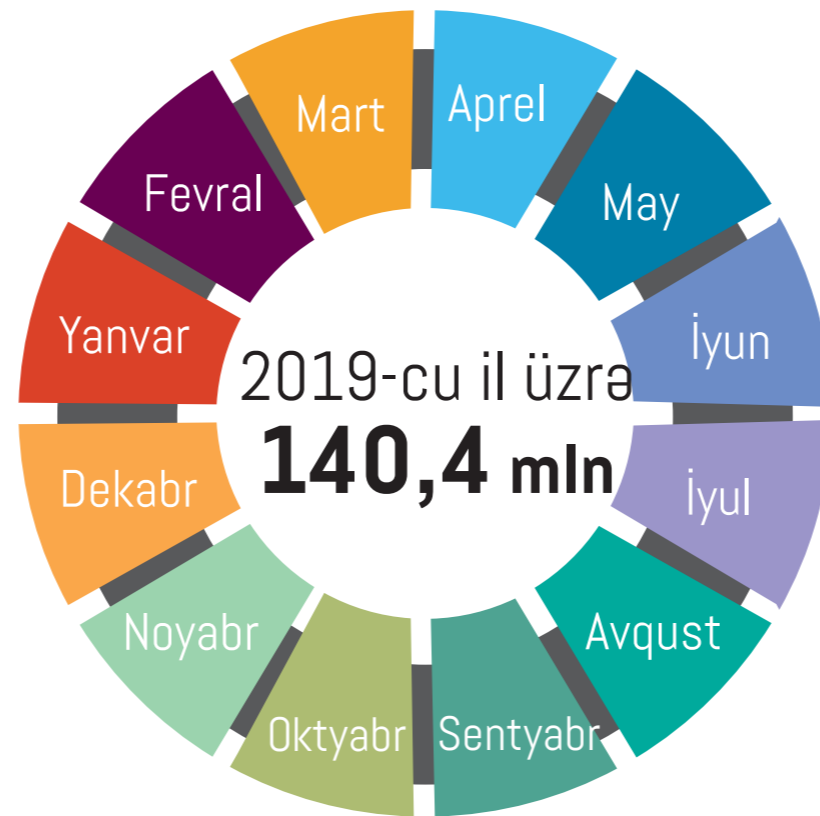 Mart
Aprel
Fevral
May
Yanvar
İyun
2019-cu il üzrə
140,4 mln
Dekabr
İyul
Noyabr
Avqust
Oktyabr
Sentyabr